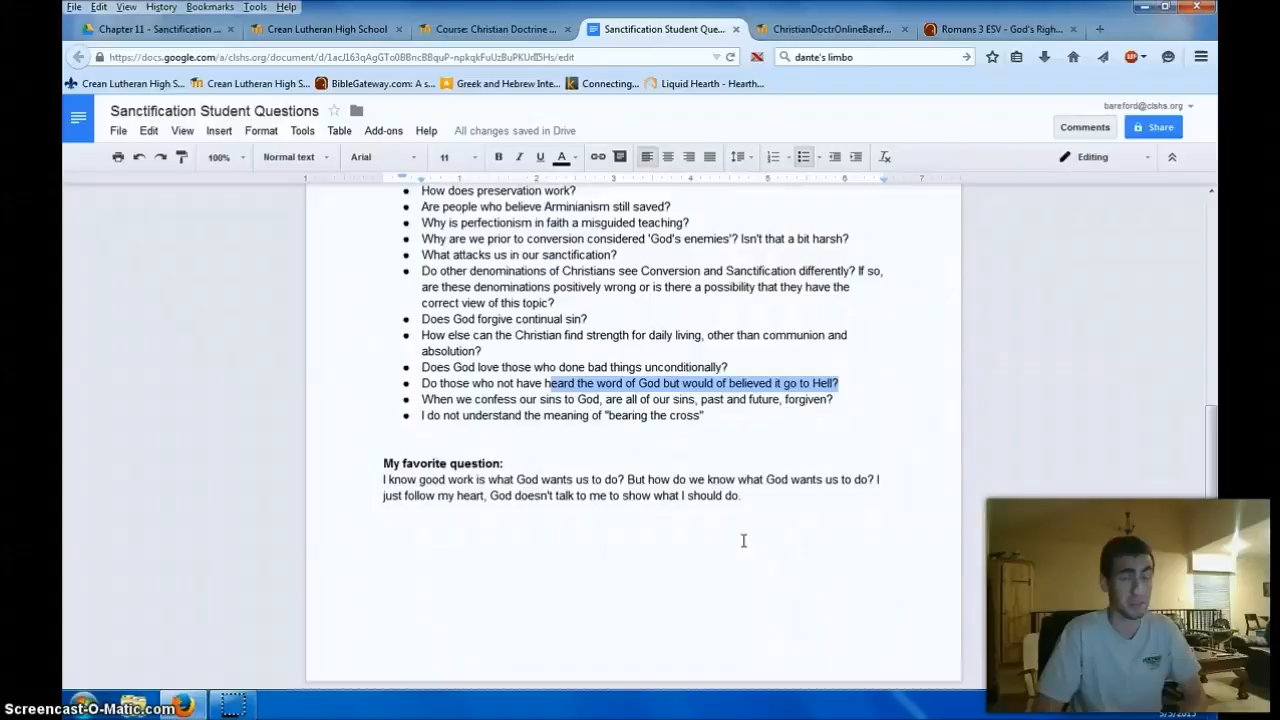 File Edit View History Bookmarks Tools Help
Chapter 11 - Sanctification ... Crean Lutheran High School Course: Christian Doctrine ... Sanctification Student Que... ChristianDoctrOnlineBaref... Romans 3 ESV - God's Righ...
dante's limbo
Crean Lutheran High S... Crean Lutheran High S... BibleGateway.com: A s... Greek and Hebrew Inte... Connecting... Liquid Hearth - Hearth...
Sanctification Student Questions
bareford@clshs.org
File Edit View Insert Format Tools Table Add-ons Help All changes saved in Drive
Comments Share
100% Normal text Arial 11 B I U A Editing
1 1 2 3 4 5 6 7
• How does preservation work?
• Are people who believe Arminianism still saved?
• Why is perfectionism in faith a misguided teaching?
• Why are we prior to conversion considered 'God's enemies'? Isn't that a bit harsh?
• What attacks us in our sanctification?
• Do other denominations of Christians see Conversion and Sanctification differently? If so,
are these denominations positively wrong or is there a possibility that they have the
correct view of this topic?
• Does God forgive continual sin?
• How else can the Christian find strength for daily living, other than communion and
absolution?
• Does God love those who done bad things unconditionally?
• Do those who not have heard the word of God but would of believed it go to Hell?
• When we confess our sins to God, are all of our sins, past and future, forgiven?
• I do not understand the meaning of "bearing the cross"
My favorite question:
I know good work is what God wants us to do? But how do we know what God wants us to do? I
just follow my heart, God doesn't talk to me to show what I should do.
Screencast-O-Matic.com